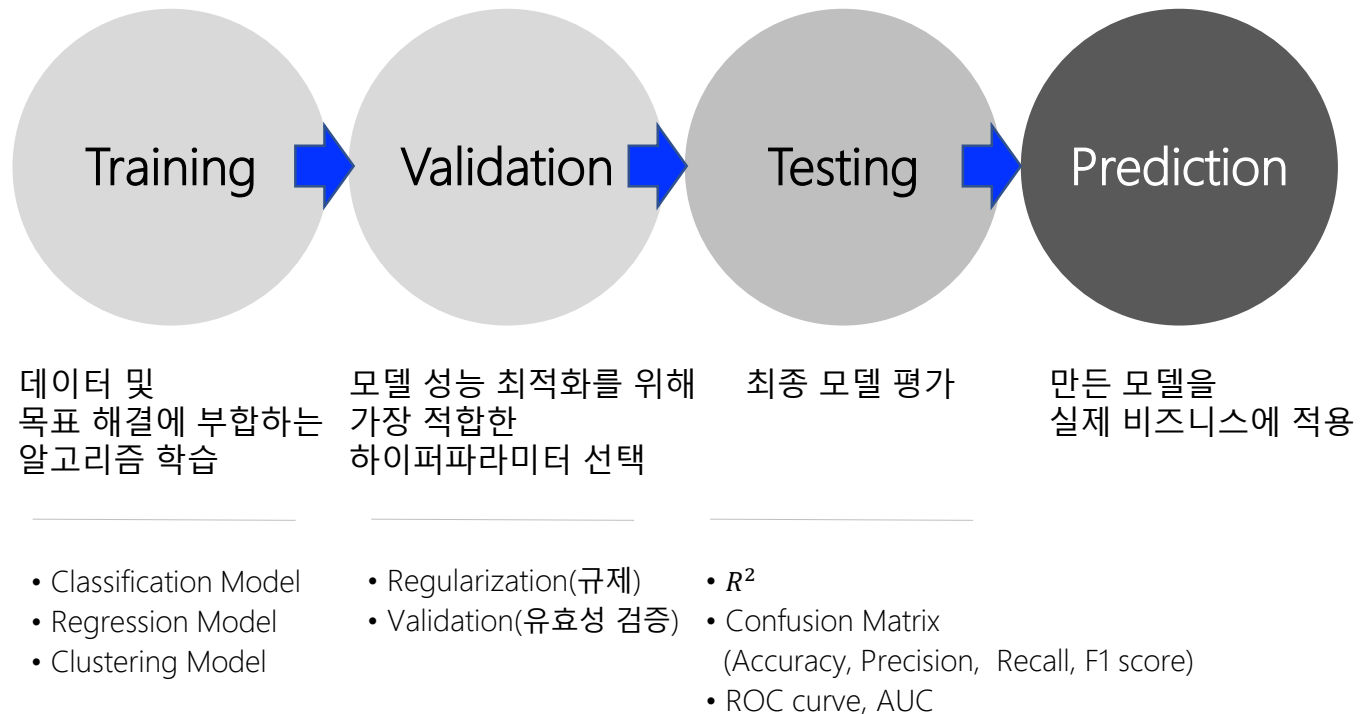 Training
Validation
Testing
Prediction
데이터 및
목표 해결에 부합하는
알고리즘 학습
모델 성능 최적화를 위해
가장 적합한
하이퍼파라미터 선택
최종 모델 평가
만든 모델을
실제 비즈니스에 적용
• Classification Model
• Regression Model
• Clustering Model
• Regularization(규제)
• Validation(유효성 검증)
• R²
• Confusion Matrix
(Accuracy, Precision, Recall, F1 score)
• ROC curve, AUC